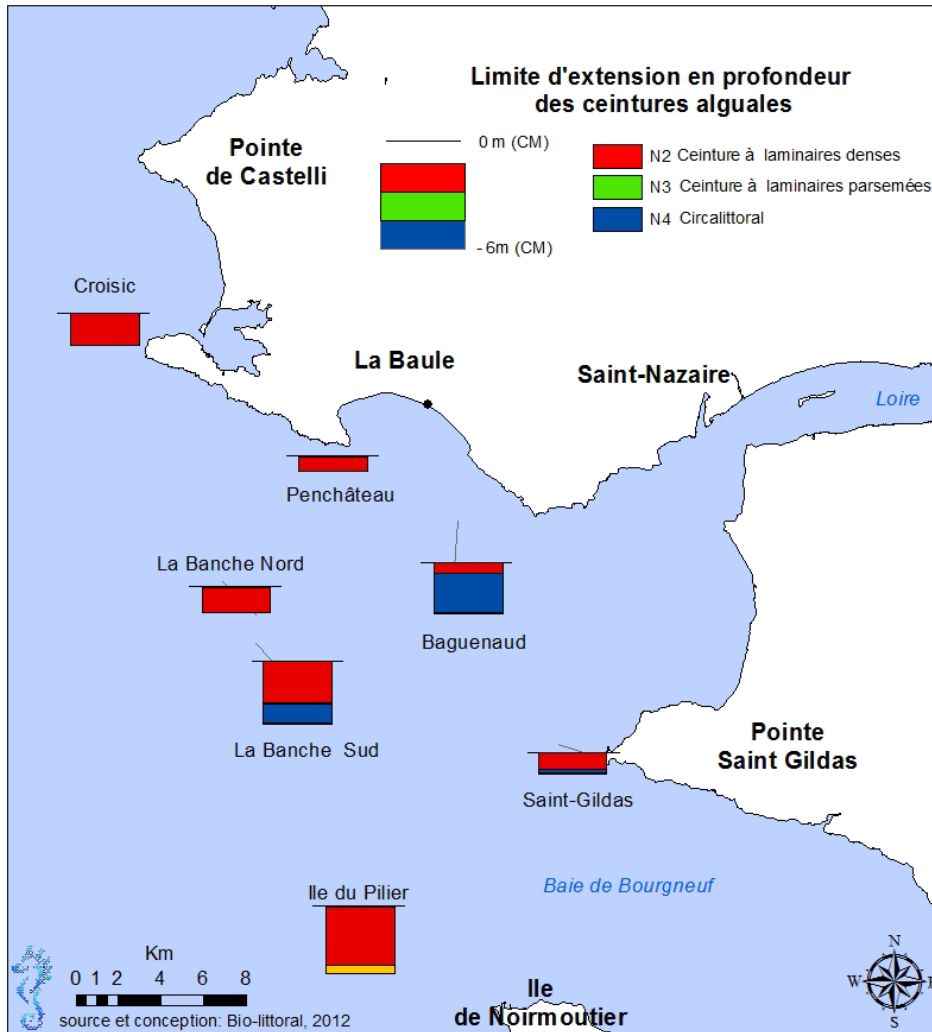 Limite d'extension en profondeur
des ceintures alguales
0 m (CM)
-6m (CM)
N2 Ceinture à laminaires denses
N3 Ceinture à laminaires parsemées
N4 Circalittoral
Pointe
de Castelli
Croisic
La Baule
Saint-Nazaire
Loire
Penchâteau
La Banche Nord
Baguenaud
La Banche Sud
Pointe
Saint Gildas
Saint-Gildas
Ile du Pilier
Baie de Bourgneuf
Km
0 1 2 4 6 8
source et conception: Bio-littoral, 2012
Ile
de Noirmoutier
N
W
E
S